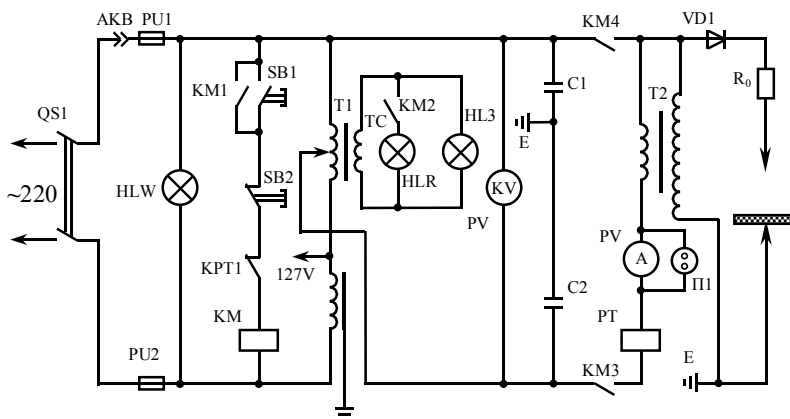 AKB PU1
KM4
VD1
KM1
SB1
T1
TC
KM2
HL3
C1
T2
R₀
QS1
E
~220
HLW
SB2
HLR
KV
PV
PV
A
П1
KPT1
127V
C2
KM
PT
PU2
KM3
E